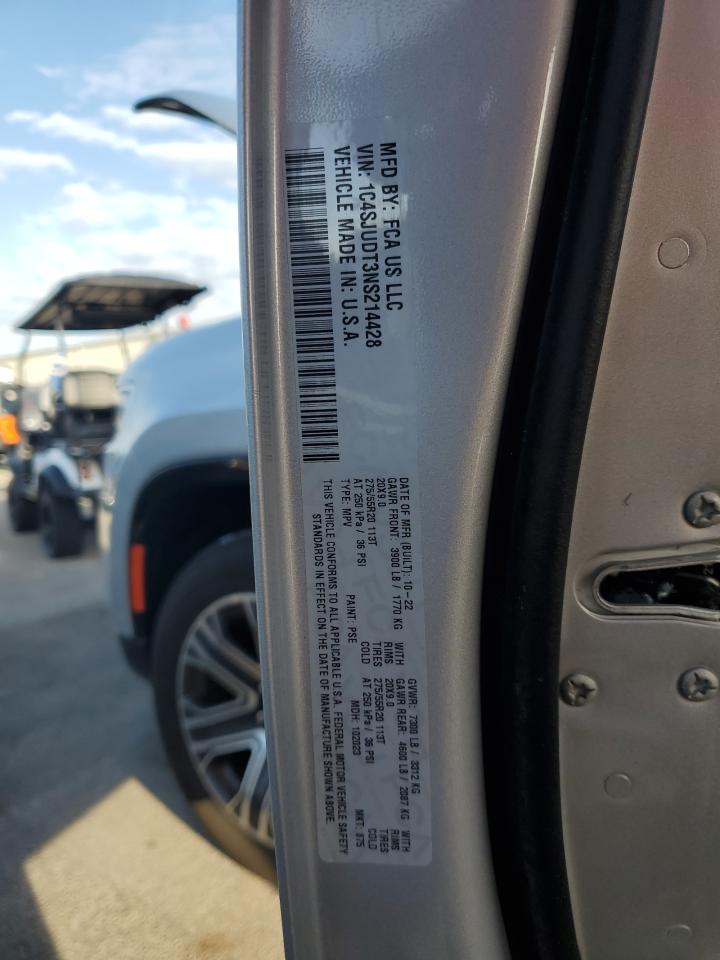 MFD BY: FCA US LLC
VIN: 1C4SJUDT3NS214428
VEHICLE MADE IN: U.S.A.
DATE OF MFR (BUILT): 10-22 GVWR: 7300 LB / 3312 KG
GAWR FRONT: 3900 LB / 1770 KG WITH GAWR REAR: 4600 LB / 2087 KG WITH
20X9.0 RIMS 20X9.0 RIMS
275/55R20 113T TIRES 275/55R20 113T TIRES
AT 250 kPa / 36 PSI COLD AT 250 kPa / 36 PSI COLD
TYPE: MPV PAINT: PSE MDH: 102023 MKT: 875
THIS VEHICLE CONFORMS TO ALL APPLICABLE U.S.A. FEDERAL MOTOR VEHICLE SAFETY
STANDARDS IN EFFECT ON THE DATE OF MANUFACTURE SHOWN ABOVE.